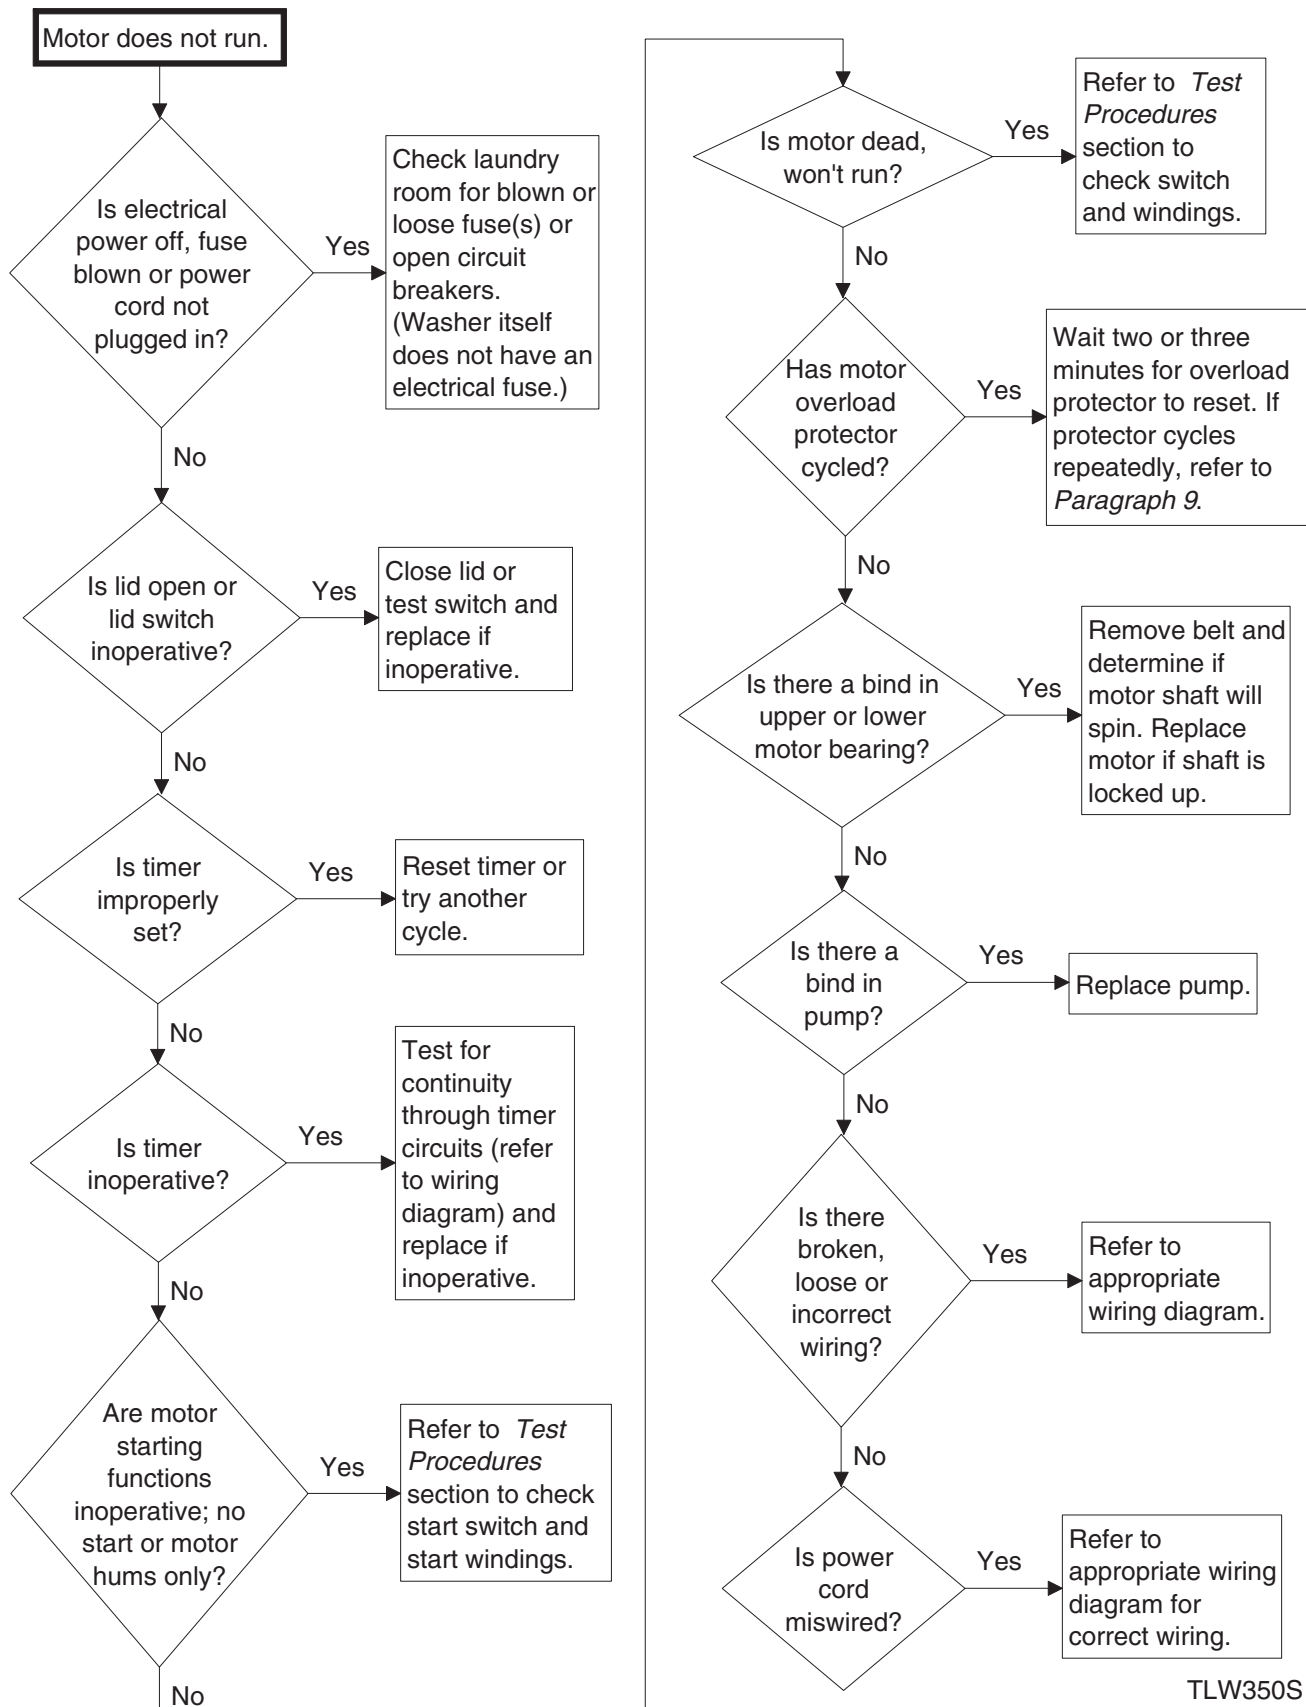 Motor does not run.
Is electrical
power off, fuse
blown or power
cord not
plugged in?
Yes
Check laundry
room for blown or
loose fuse(s) or
open circuit
breakers.
(Washer itself
does not have an
electrical fuse.)
No
Is lid open or
lid switch
inoperative?
Yes
Close lid or
test switch and
replace if
inoperative.
No
Is timer
improperly
set?
Yes
Reset timer or
try another
cycle.
No
Is timer
inoperative?
Yes
Test for
continuity
through timer
circuits (refer
to wiring
diagram) and
replace if
inoperative.
No
Are motor
starting
functions
inoperative; no
start or motor
hums only?
Yes
Refer to Test
Procedures
section to check
start switch and
start windings.
No
Is motor dead,
won't run?
Yes
Refer to Test
Procedures
section to
check switch
and windings.
No
Has motor
overload
protector
cycled?
Yes
Wait two or three
minutes for overload
protector to reset. If
protector cycles
repeatedly, refer to
Paragraph 9.
No
Is there a bind in
upper or lower
motor bearing?
Yes
Remove belt and
determine if
motor shaft will
spin. Replace
motor if shaft is
locked up.
No
Is there a
bind in
pump?
Yes
Replace pump.
No
Is there
broken,
loose or
incorrect
wiring?
Yes
Refer to
appropriate
wiring diagram.
No
Is power
cord
miswired?
Yes
Refer to
appropriate wiring
diagram for
correct wiring.
TLW350S